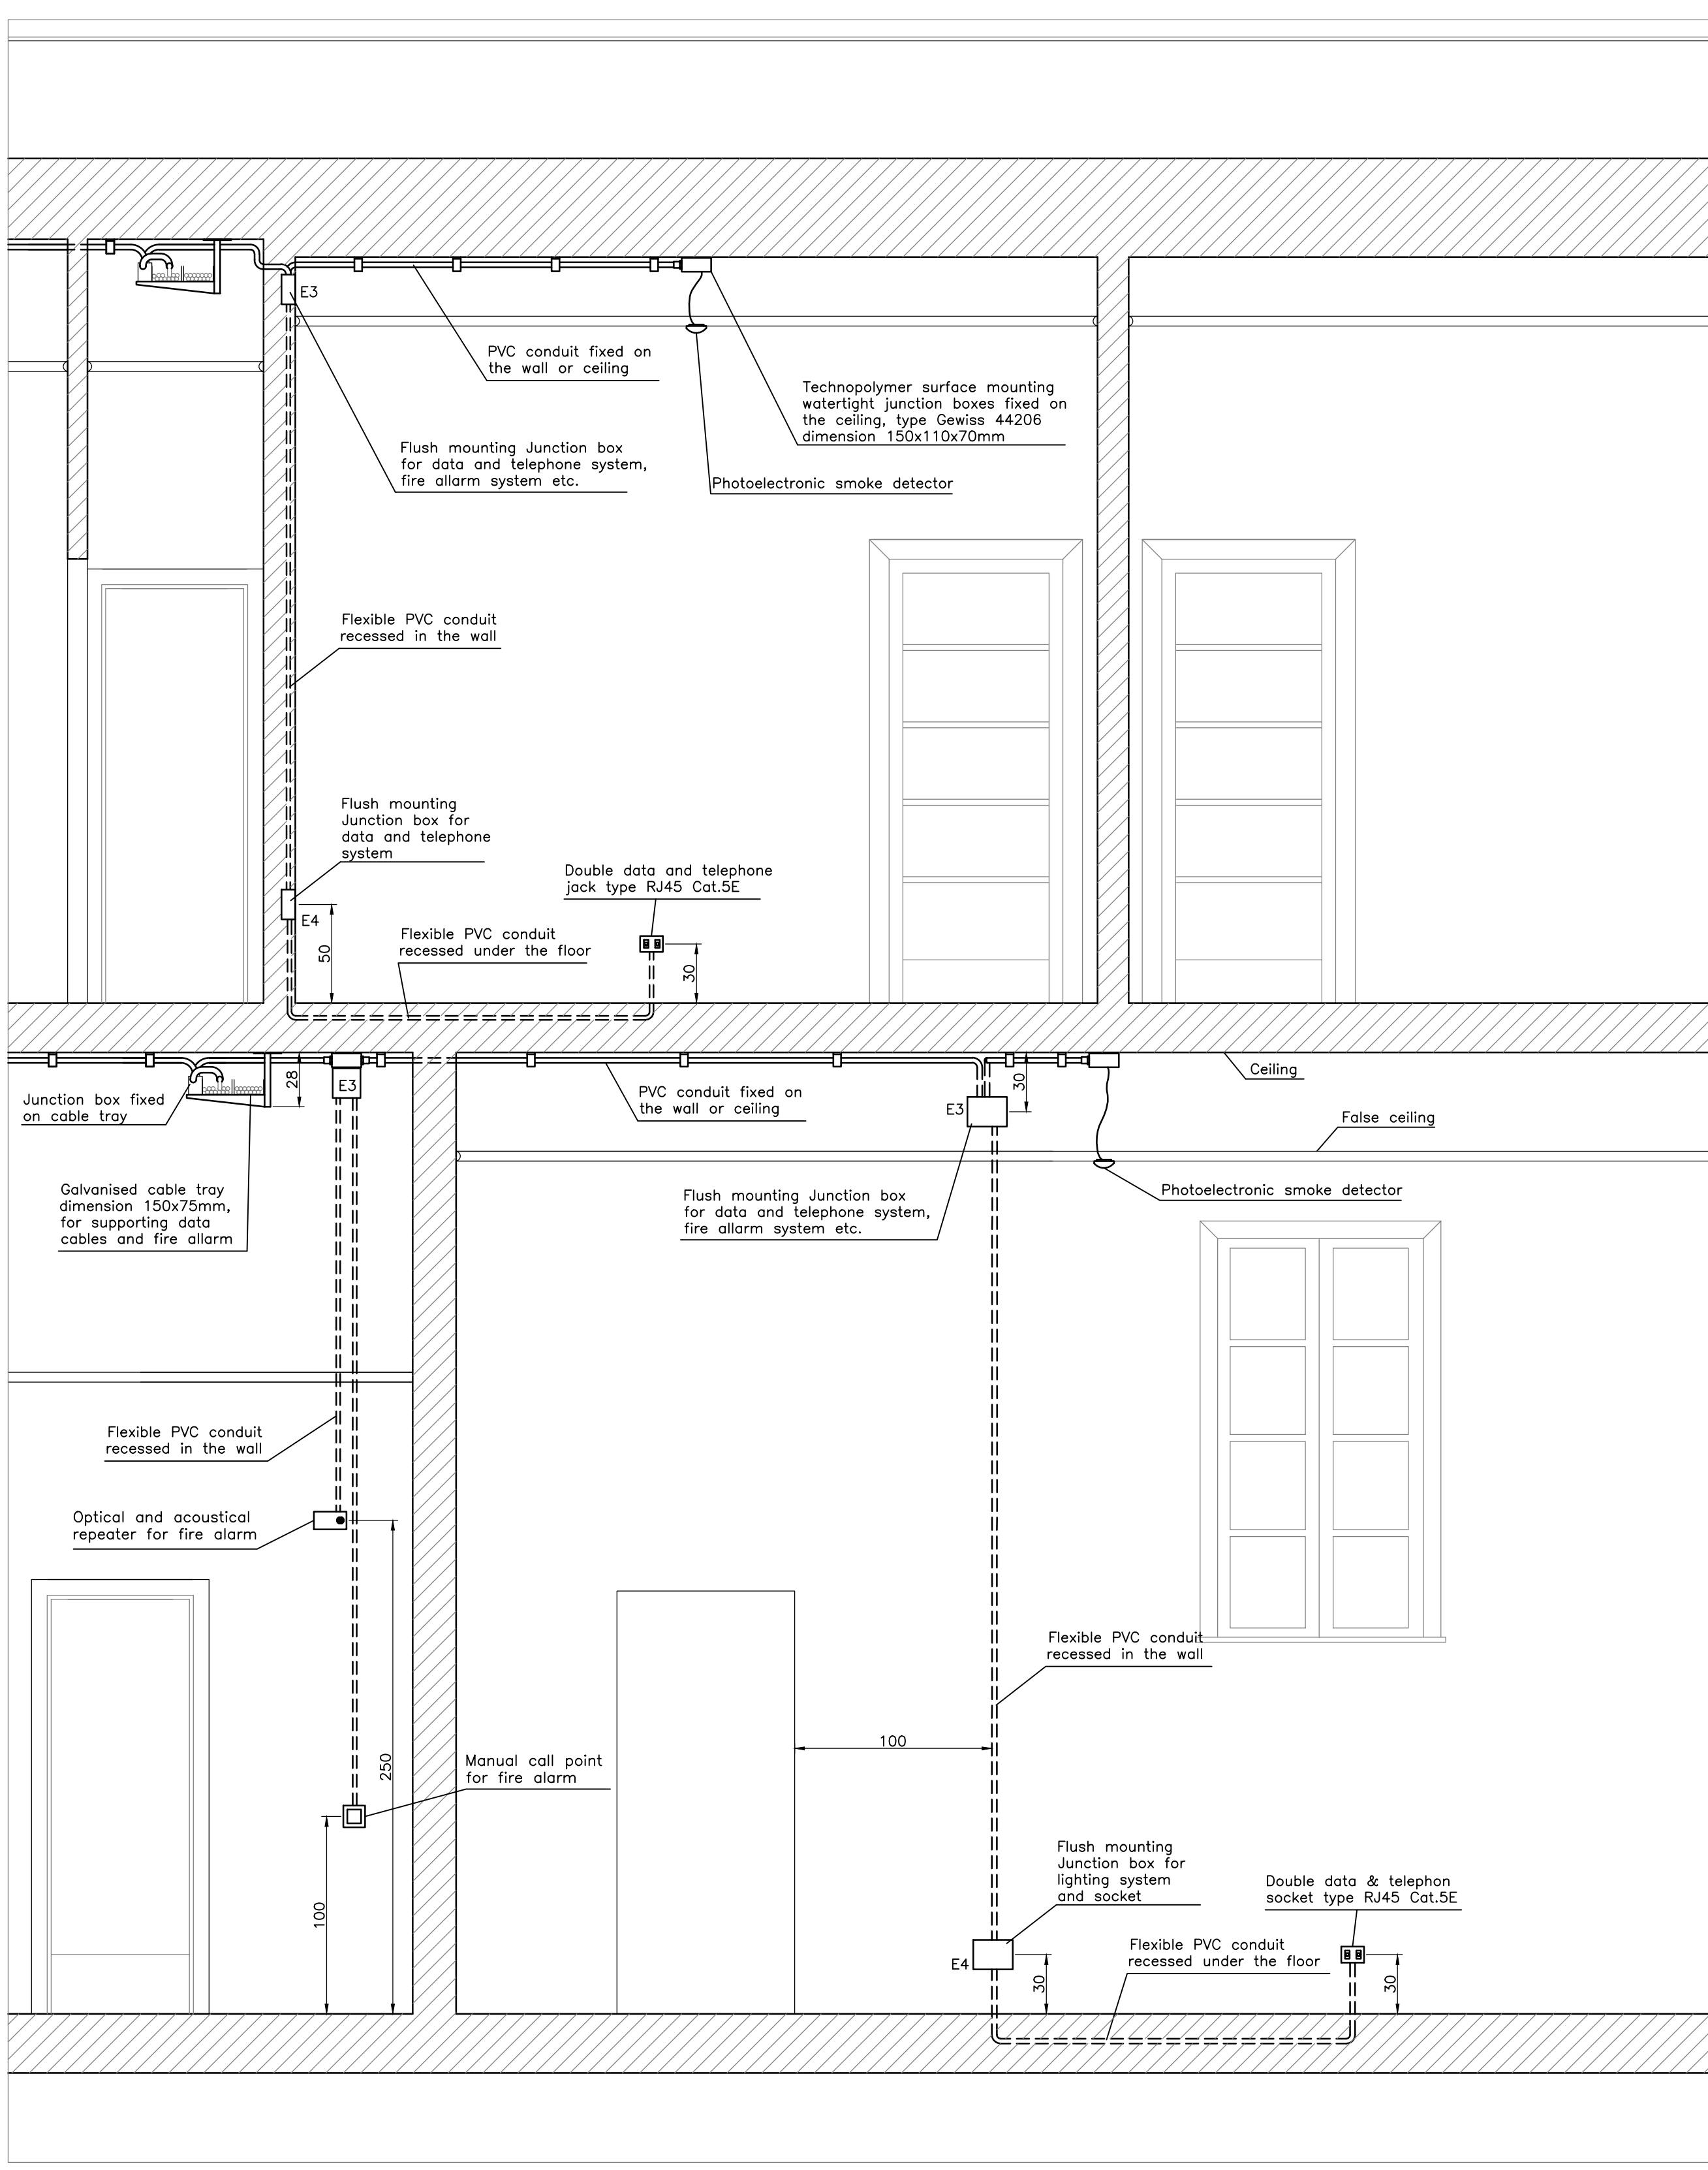 E3
PVC conduit fixed on
the wall or ceiling
Technopolymer surface mounting
watertight junction boxes fixed on
the ceiling, type Gewiss 44206
dimension 150x110x70mm
Flush mounting Junction box
for data and telephone system,
fire allarm system etc.
Photoelectronic smoke detector
Flexible PVC conduit
recessed in the wall
Flush mounting
Junction box for
data and telephone
system
Double data and telephone
jack type RJ45 Cat.5E
E4
Flexible PVC conduit
recessed under the floor
50
30
Ceiling
28
E3
30
Junction box fixed
on cable tray
PVC conduit fixed on
the wall or ceiling
E3
False ceiling
Galvanised cable tray
dimension 150x75mm,
for supporting data
cables and fire allarm
Flush mounting Junction box
for data and telephone system,
fire allarm system etc.
Photoelectronic smoke detector
Flexible PVC conduit
recessed in the wall
Optical and acoustical
repeater for fire alarm
Flexible PVC conduit
recessed in the wall
100
250
Manual call point
for fire alarm
100
Flush mounting
Junction box for
lighting system
and socket
Double data & telephon
socket type RJ45 Cat.5E
E4
Flexible PVC conduit
recessed under the floor
30
30